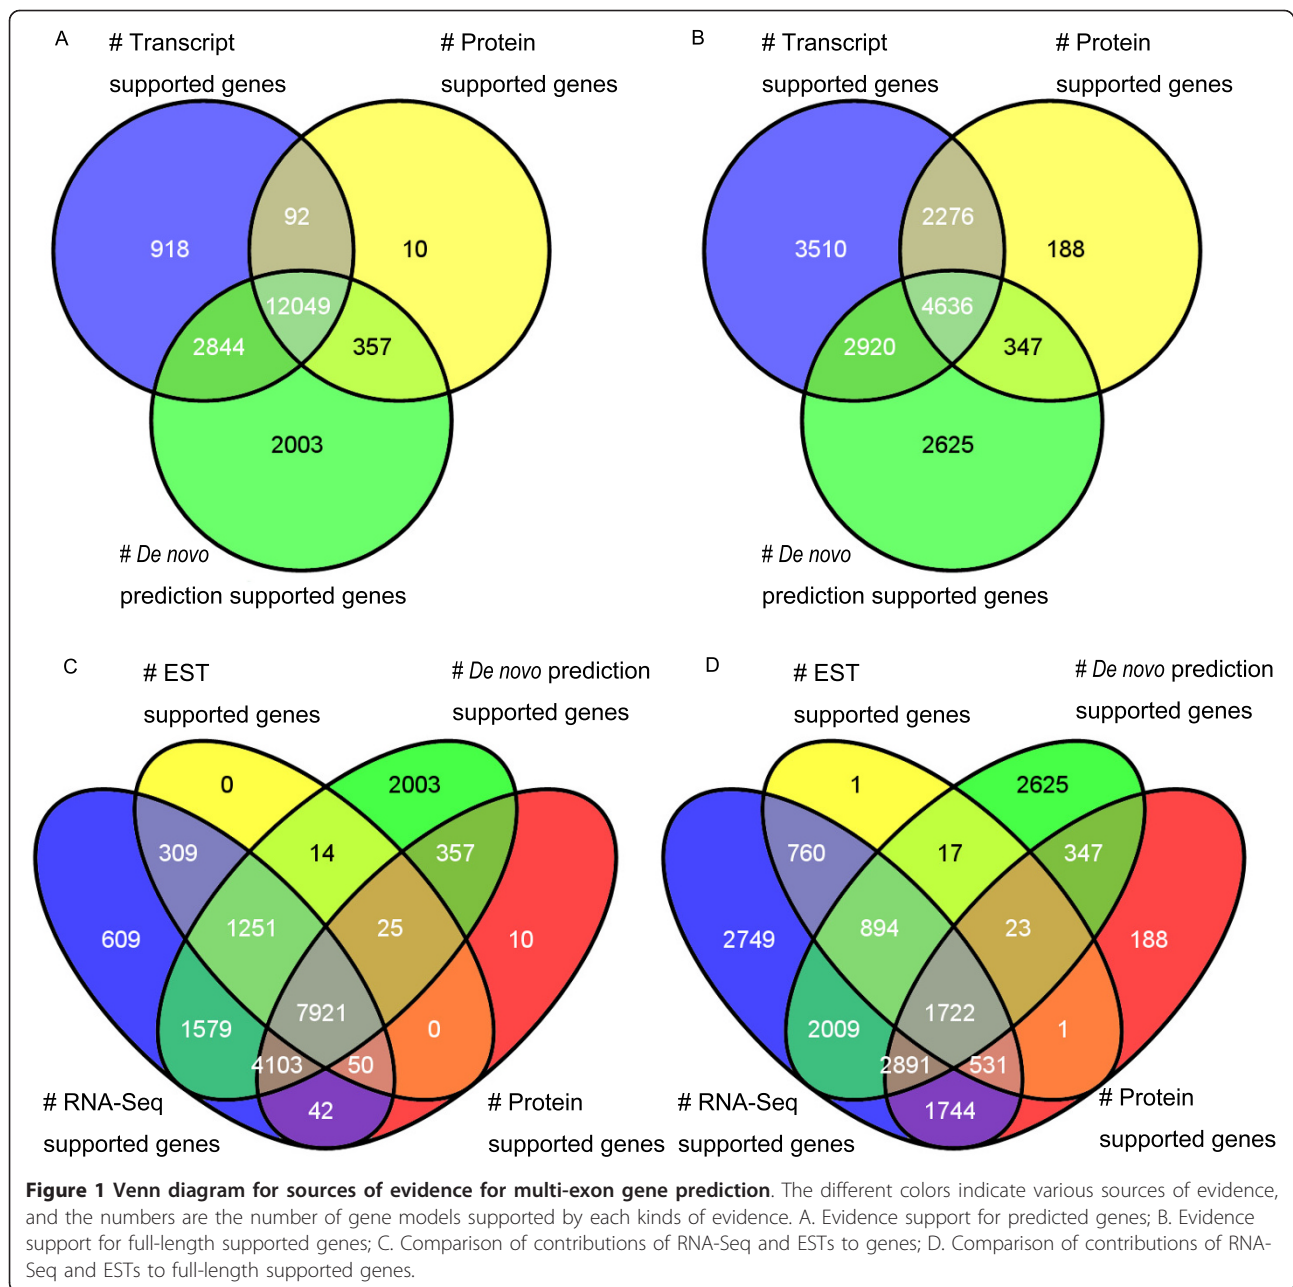 A
# Transcript
supported genes
# Protein
supported genes
918
92
10
12049
2844
357
2003
# De novo
prediction supported genes
B
# Transcript
supported genes
# Protein
supported genes
3510
2276
188
4636
2920
347
2625
# De novo
prediction supported genes
C
# EST
supported genes
# De novo prediction
supported genes
0
2003
309
14
357
609
1251
25
10
1579
7921
0
4103
50
42
# RNA-Seq
supported genes
# Protein
supported genes
D
# EST
supported genes
# De novo prediction
supported genes
1
2625
760
17
347
2749
894
23
188
2009
1722
1
2891
531
1744
# RNA-Seq
supported genes
# Protein
supported genes
Figure 1 Venn diagram for sources of evidence for multi-exon gene prediction. The different colors indicate various sources of evidence,
and the numbers are the number of gene models supported by each kinds of evidence. A. Evidence support for predicted genes; B. Evidence
support for full-length supported genes; C. Comparison of contributions of RNA-Seq and ESTs to genes; D. Comparison of contributions of RNA-
Seq and ESTs to full-length supported genes.